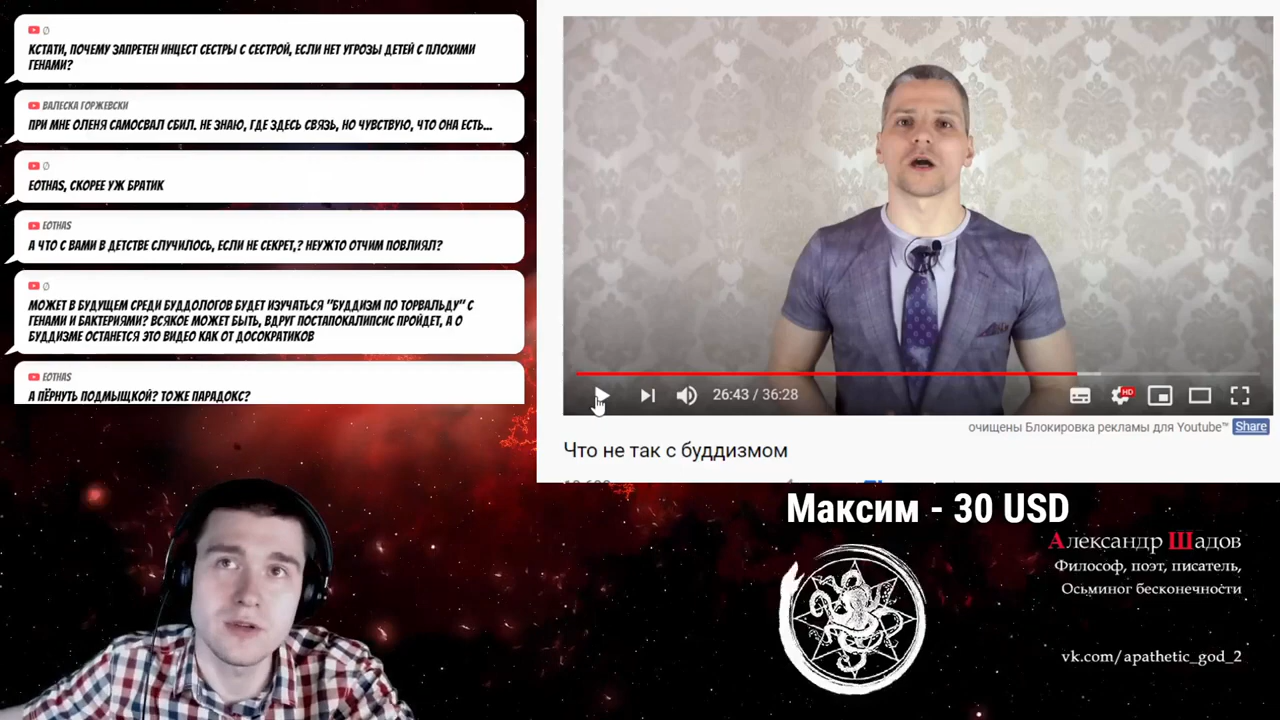 Ø
КСТАТИ, ПОЧЕМУ ЗАПРЕТЕН ИНЦЕСТ СЕСТРЫ С СЕСТРОЙ, ЕСЛИ НЕТ УГРОЗЫ ДЕТЕЙ С ПЛОХИМИ
ГЕНАМИ?
ВАЛЕСКА ГОРЖЕВСКИ
ПРИ МНЕ ОЛЕНЯ САМОСВАЛ СБИЛ. НЕ ЗНАЮ, ГДЕ ЗДЕСЬ СВЯЗЬ, НО ЧУВСТВУЮ, ЧТО ОНА ЕСТЬ...
Ø
EOTHAS, СКОРЕЕ УЖ БРАТИК
EOTHAS
А ЧТО С ВАМИ В ДЕТСТВЕ СЛУЧИЛОСЬ, ЕСЛИ НЕ СЕКРЕТ,? НЕУЖТО ОТЧИМ ПОВЛИЯЛ?
Ø
МОЖЕТ В БУДУЩЕМ СРЕДИ БУДДОЛОГОВ БУДЕТ ИЗУЧАТЬСЯ "БУДДИЗМ ПО ТОРВАЛЬДУ" С
ГЕНАМИ И БАКТЕРИЯМИ? ВСЯКОЕ МОЖЕТ БЫТЬ, ВДРУГ ПОСТАПОКАЛИПСИС ПРОЙДЕТ, А О
БУДДИЗМЕ ОСТАНЕТСЯ ЭТО ВИДЕО КАК ОТ ДОСОКРАТИКОВ
EOTHAS
А ПЁРНУТЬ ПОДМЫЩКОЙ? ТОЖЕ ПАРАДОКС?
26:43 / 36:28
HD
очищены Блокировка рекламы для Youtube™ Share
Что не так с буддизмом
Максим - 30 USD
Александр Шадов
Философ, поэт, писатель,
Осьминог бесконечности
vk.com/apathetic_god_2